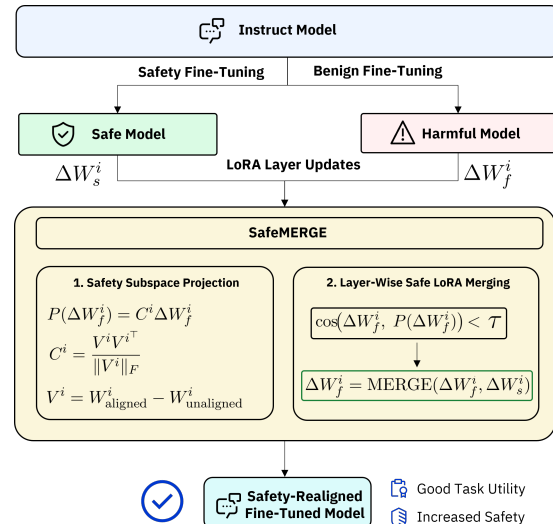 Instruct Model
Safety Fine-Tuning
Benign Fine-Tuning
Safe Model
Harmful Model
LoRA Layer Updates
ΔW_s^i
ΔW_f^i
SafeMERGE
1. Safety Subspace Projection
P(ΔW_f^i) = C^i ΔW_f^i
C^i = V^i V^{i⊤} / ‖V^i‖_F
V^i = W_aligned^i − W_unaligned^i
2. Layer-Wise Safe LoRA Merging
cos(ΔW_f^i, P(ΔW_f^i)) < τ
ΔW_f^i = MERGE(ΔW_f^i, ΔW_s^i)
Safety-Realigned
Fine-Tuned Model
Good Task Utility
Increased Safety